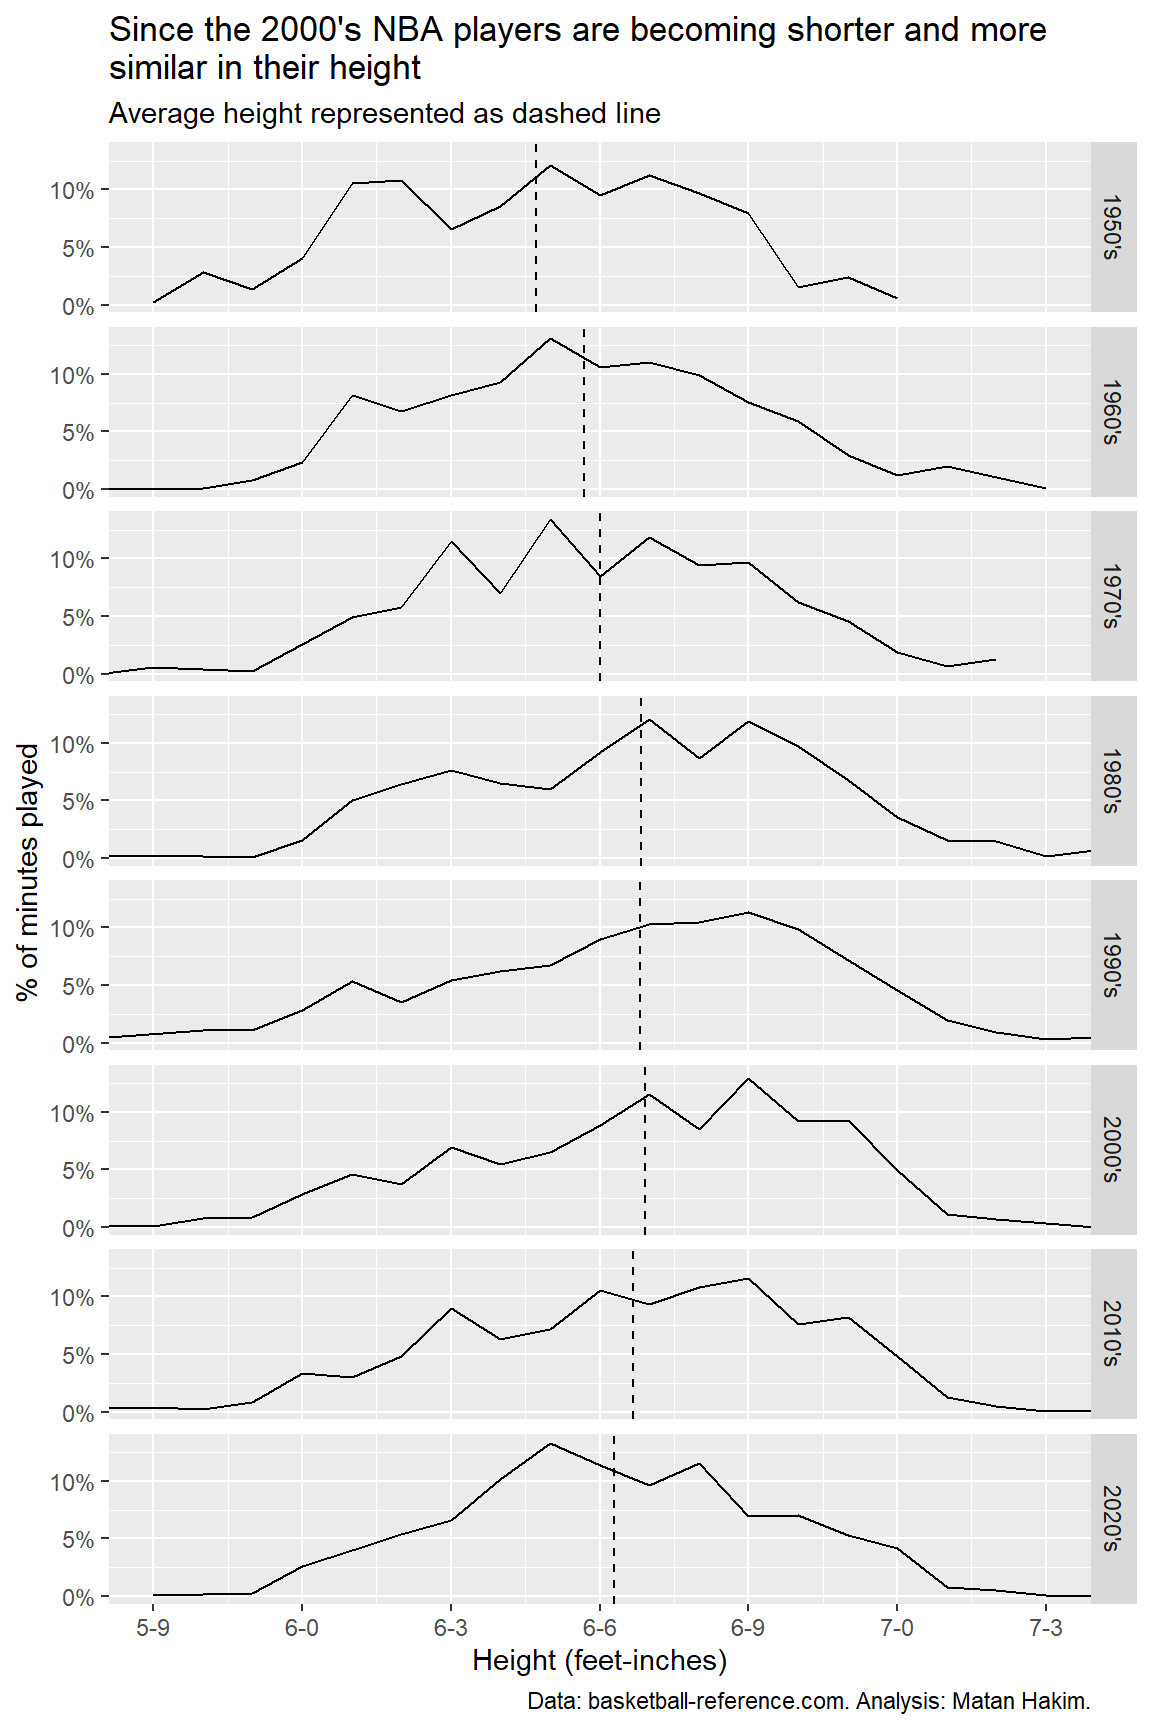 Since the 2000's NBA players are becoming shorter and more
similar in their height
Average height represented as dashed line
% of minutes played
10%
5%
0%
1950's
10%
5%
0%
1960's
10%
5%
0%
1970's
10%
5%
0%
1980's
10%
5%
0%
1990's
10%
5%
0%
2000's
10%
5%
0%
2010's
10%
5%
0%
2020's
5-9 6-0 6-3 6-6 6-9 7-0 7-3
Height (feet-inches)
Data: basketball-reference.com. Analysis: Matan Hakim.